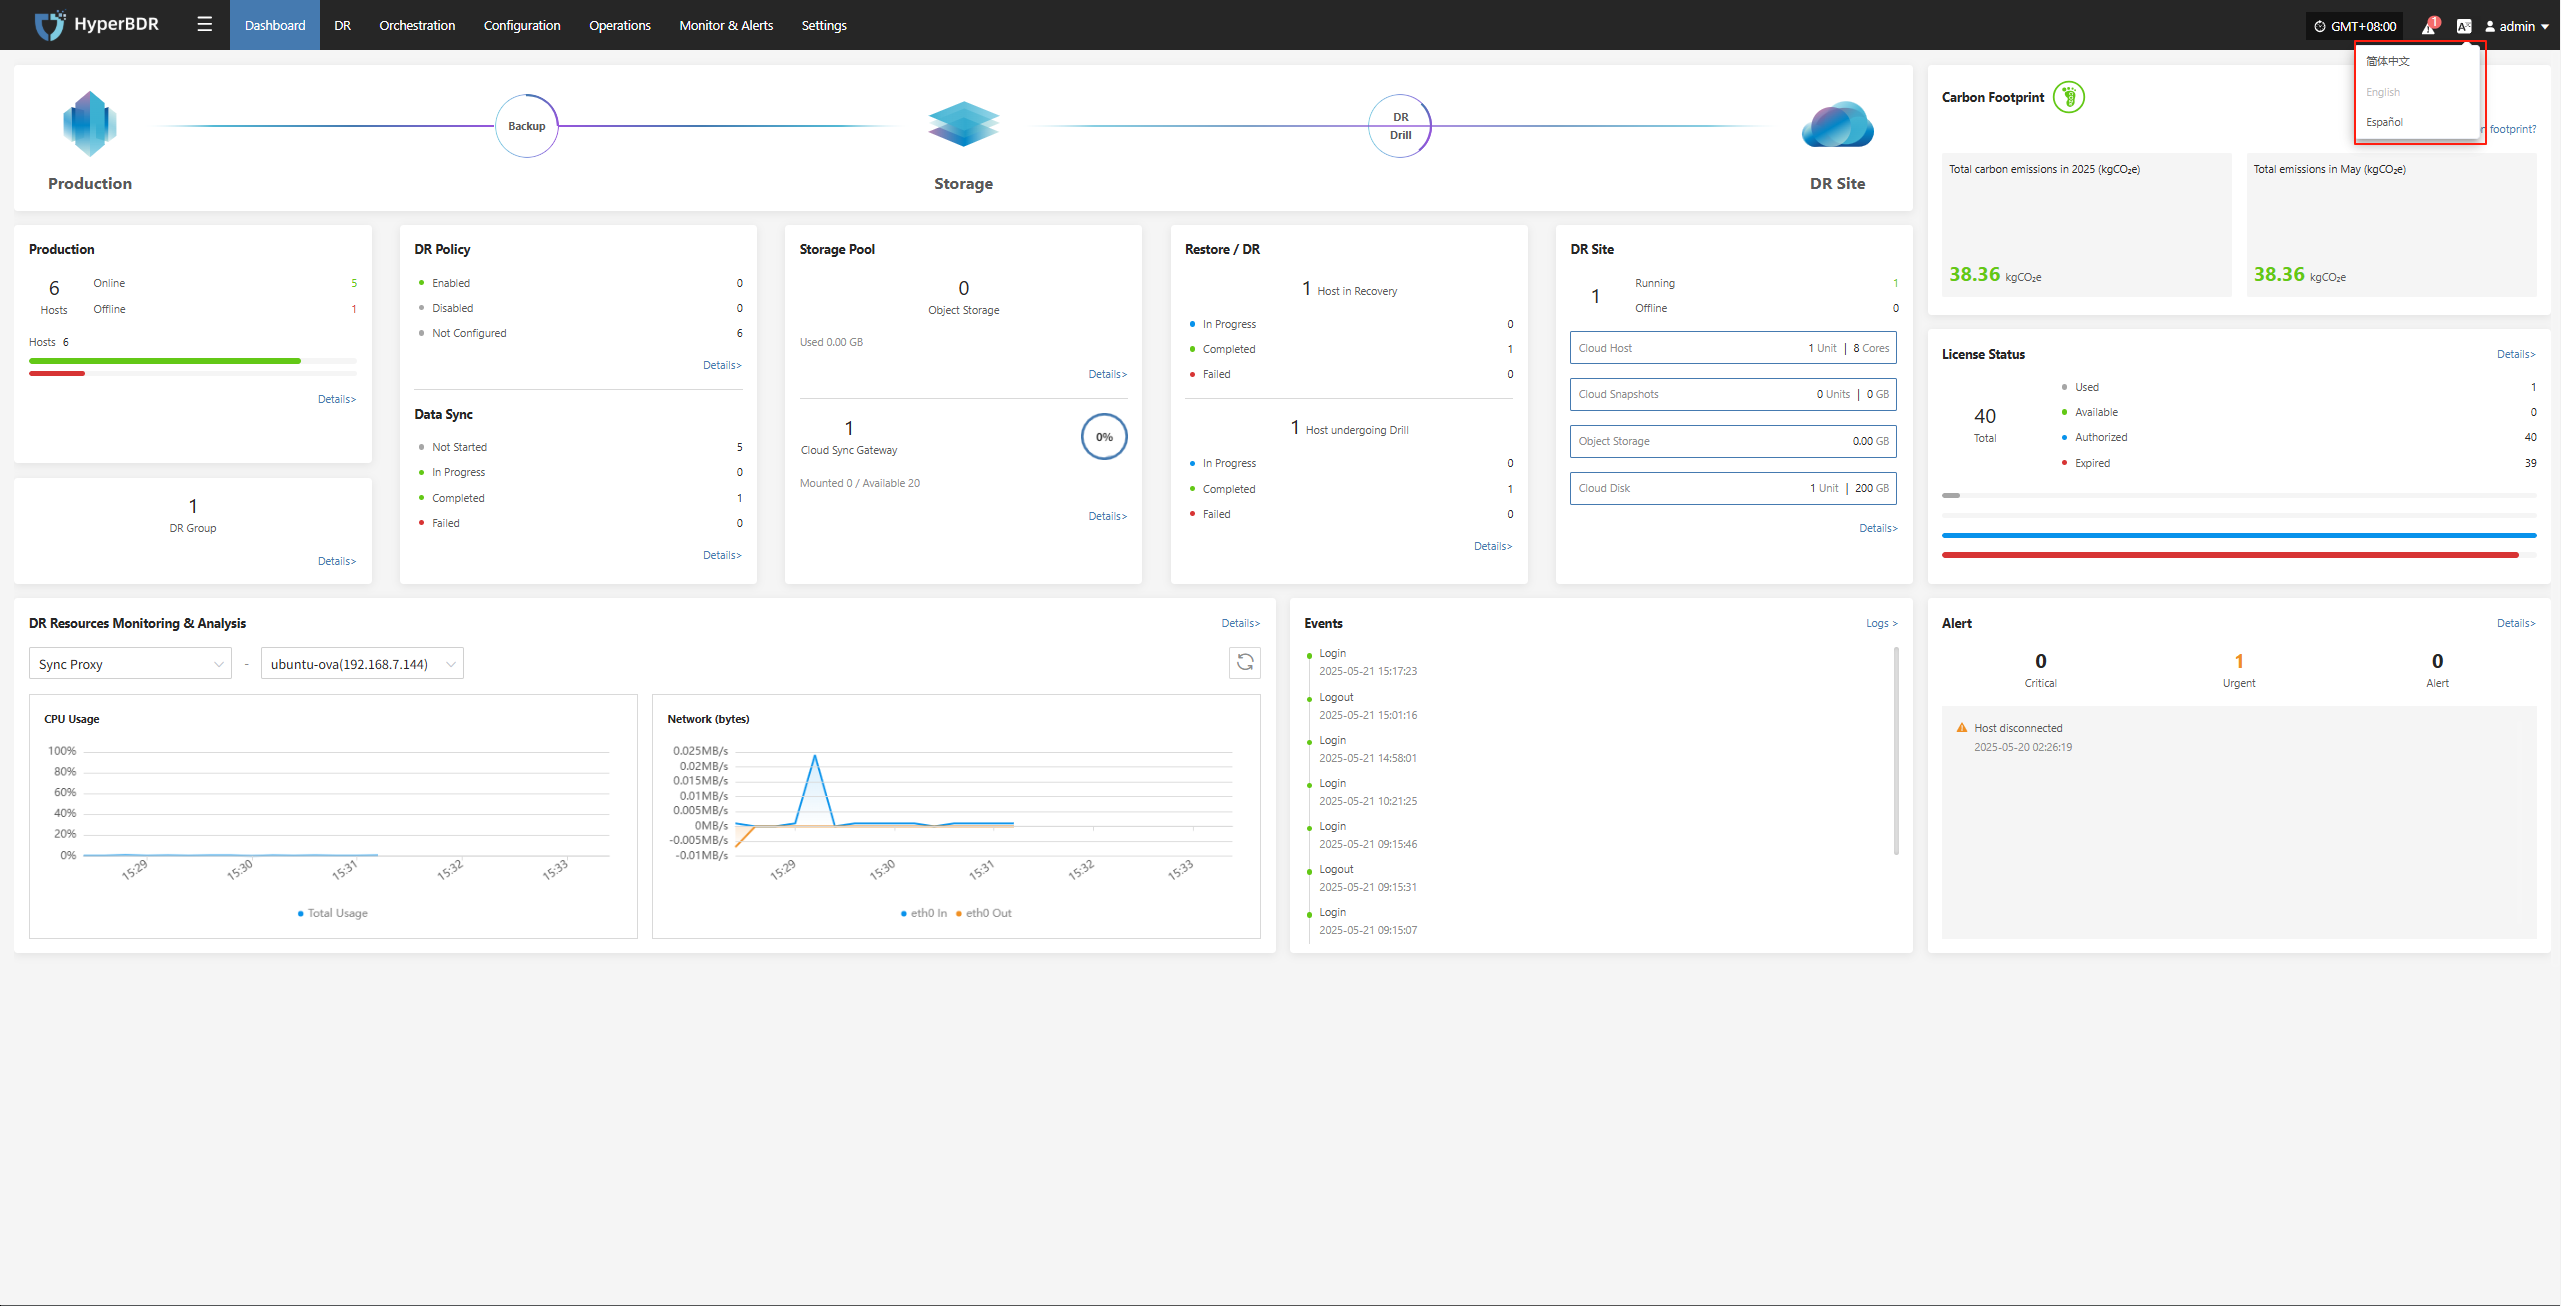 HyperBDR
Dashboard
DR
Orchestration
Configuration
Operations
Monitor & Alerts
Settings
GMT+08:00
1
admin
简体中文
English
Español
Production
Backup
Storage
DR
Drill
DR Site
Carbon Footprint
footprint?
Total carbon emissions in 2025 (kgCO₂e)
38.36 kgCO₂e
Total emissions in May (kgCO₂e)
38.36 kgCO₂e
Production
6
Hosts
Online 5
Offline 1
Hosts 6
Details>
1
DR Group
Details>
DR Policy
Enabled 0
Disabled 0
Not Configured 6
Details>
Data Sync
Not Started 5
In Progress 0
Completed 1
Failed 0
Details>
Storage Pool
0
Object Storage
Used 0.00 GB
Details>
1
Cloud Sync Gateway
0%
Mounted 0 / Available 20
Details>
Restore / DR
1 Host in Recovery
In Progress 0
Completed 1
Failed 0
1 Host undergoing Drill
In Progress 0
Completed 1
Failed 0
Details>
DR Site
1
Running 1
Offline 0
Cloud Host 1 Unit | 8 Cores
Cloud Snapshots 0 Units | 0 GB
Object Storage 0.00 GB
Cloud Disk 1 Unit | 200 GB
Details>
License Status Details>
40
Total
Used 1
Available 0
Authorized 40
Expired 39
DR Resources Monitoring & Analysis Details>
Sync Proxy - ubuntu-ova(192.168.7.144)
CPU Usage
100%
80%
60%
40%
20%
0%
15:29 15:30 15:31 15:32 15:33
Total Usage
Network (bytes)
0.025MB/s
0.02MB/s
0.015MB/s
0.01MB/s
0.005MB/s
0MB/s
-0.005MB/s
-0.01MB/s
15:29 15:30 15:31 15:32 15:33
eth0 In eth0 Out
Events Logs >
Login
2025-05-21 15:17:23
Logout
2025-05-21 15:01:16
Login
2025-05-21 14:58:01
Login
2025-05-21 10:21:25
Login
2025-05-21 09:15:46
Logout
2025-05-21 09:15:31
Login
2025-05-21 09:15:07
Alert Details>
0 1 0
Critical Urgent Alert
Host disconnected
2025-05-20 02:26:19